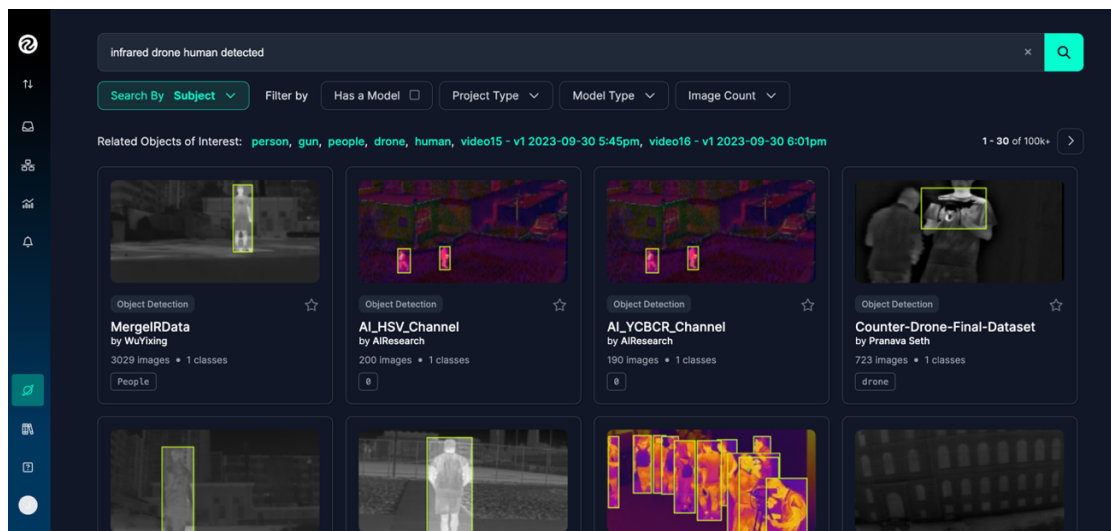 infrared drone human detected
Search By Subject
Filter by
Has a Model
Project Type
Model Type
Image Count
Related Objects of Interest: person, gun, people, drone, human, video15 - v1 2023-09-30 5:45pm, video16 - v1 2023-09-30 6:01pm
1 - 30 of 100k+
Object Detection
MergeIRData
by WuYixing
3029 images • 1 classes
People
Object Detection
AI_HSV_Channel
by AIResearch
200 images • 1 classes
0
Object Detection
AI_YCBCR_Channel
by AIResearch
190 images • 1 classes
0
Object Detection
Counter-Drone-Final-Dataset
by Pranava Seth
723 images • 1 classes
drone